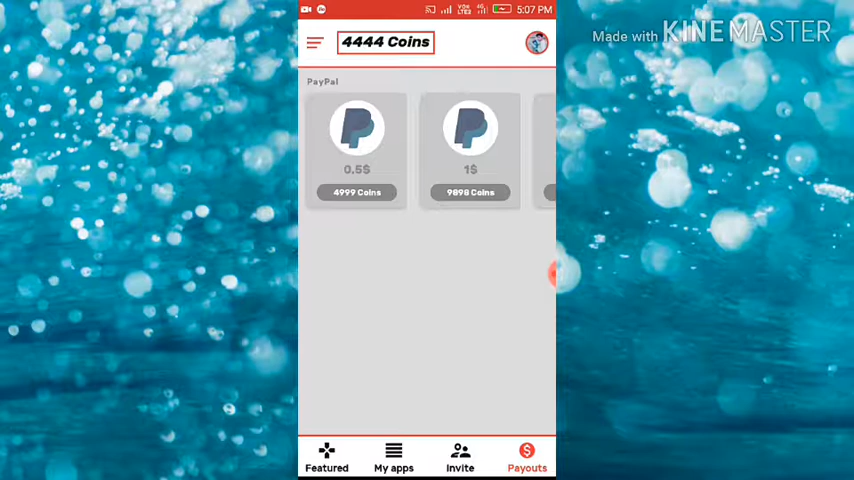 5:07 PM
4444 Coins
Made with KINEMASTER
PayPal
0.5$ 1$
4999 Coins 9898 Coins
Featured My apps Invite Payouts